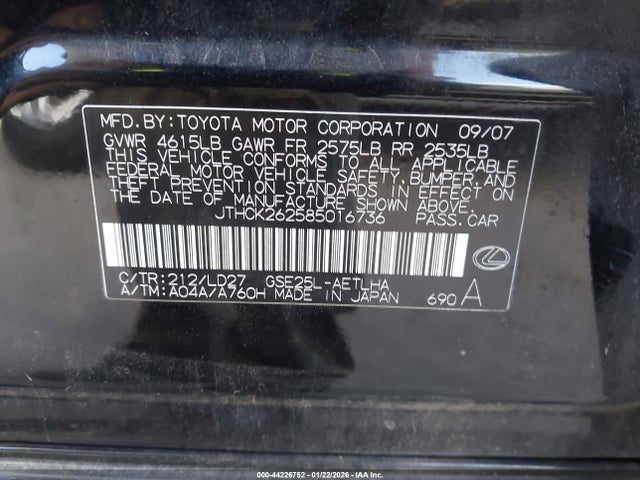 MFD.BY:TOYOTA MOTOR CORPORATION 09/07
GVWR 4615LB GAWR FR 2575LB RR 2535LB
THIS VEHICLE CONFORMS TO ALL APPLICABLE
FEDERAL MOTOR VEHICLE SAFETY,BUMPER,AND
THEFT PREVENTION STANDARDS IN EFFECT ON
THE DATE OF MANUFACTURE SHOWN ABOVE.
JTHCK262585016736 PASS.CAR
C/TR:212/LD27 GSE25L-AETLHA
A/TM:A04A/A760H MADE IN JAPAN 690 A
000-44226752 - 01/22/2026 - IAA Inc.